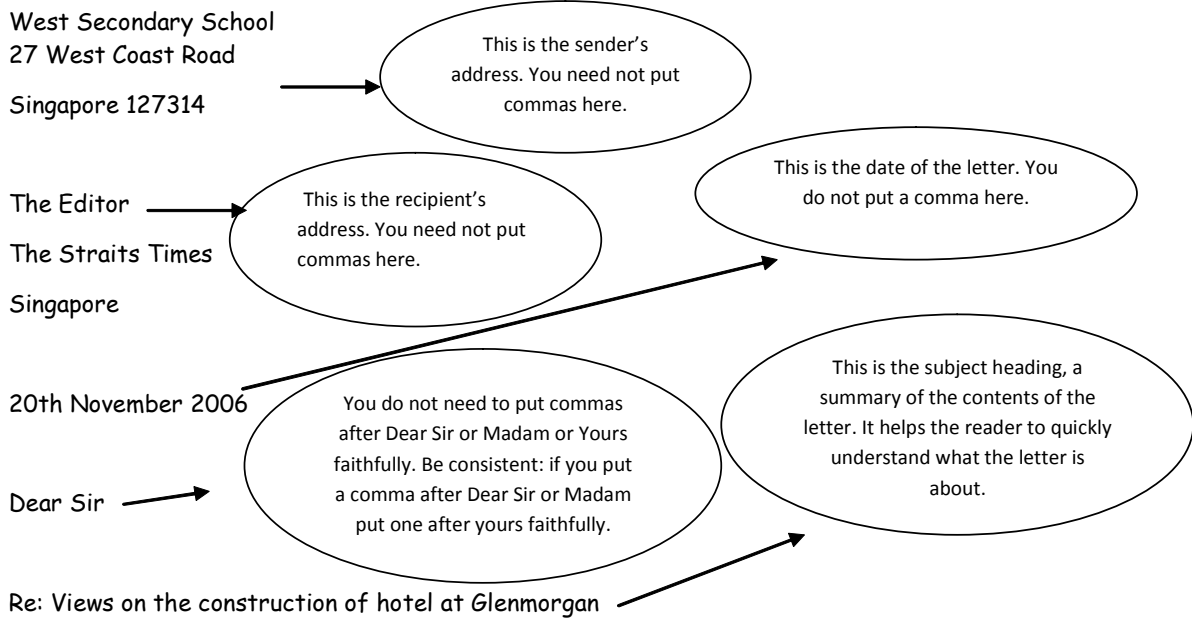 West Secondary School
27 West Coast Road
Singapore 127314
This is the sender’s
address. You need not put
commas here.
The Editor
The Straits Times
Singapore
This is the recipient’s
address. You need not put
commas here.
This is the date of the letter. You
do not put a comma here.
20th November 2006
Dear Sir
You do not need to put commas
after Dear Sir or Madam or Yours
faithfully. Be consistent: if you put
a comma after Dear Sir or Madam
put one after yours faithfully.
This is the subject heading, a
summary of the contents of the
letter. It helps the reader to quickly
understand what the letter is
about.
Re: Views on the construction of hotel at Glenmorgan